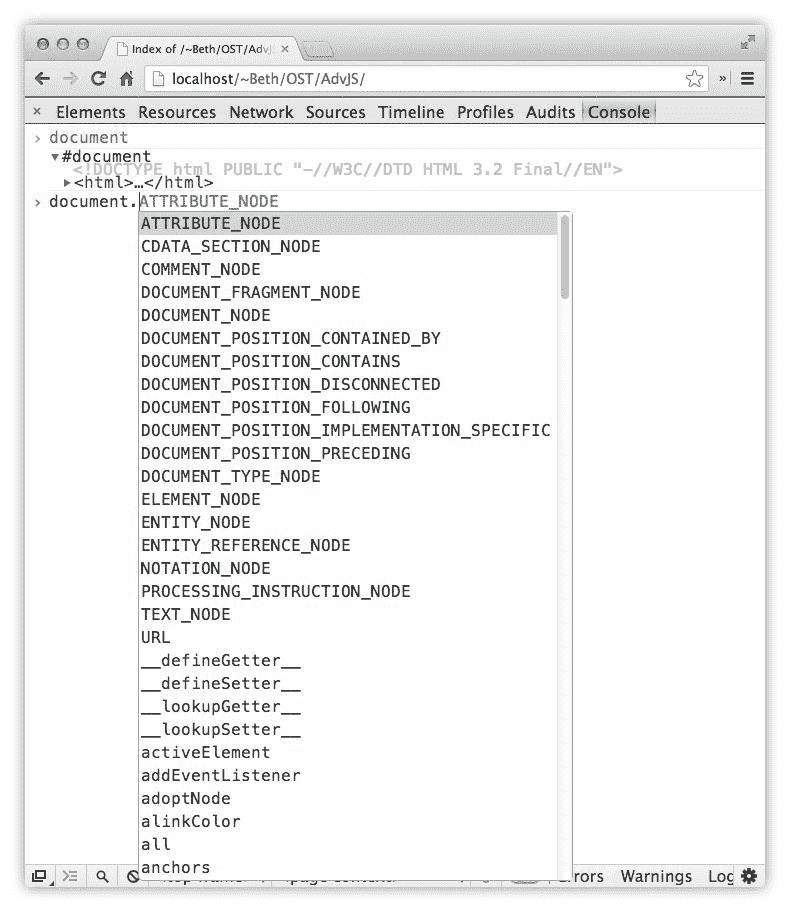 Index of /~Beth/OST/AdvJS
localhost/~Beth/OST/AdvJS/
× Elements Resources Network Sources Timeline Profiles Audits Console
> document
▼#document
<!DOCTYPE html PUBLIC "-//W3C//DTD HTML 3.2 Final//EN">
▶<html>…</html>
> document.ATTRIBUTE_NODE
ATTRIBUTE_NODE
CDATA_SECTION_NODE
COMMENT_NODE
DOCUMENT_FRAGMENT_NODE
DOCUMENT_NODE
DOCUMENT_POSITION_CONTAINED_BY
DOCUMENT_POSITION_CONTAINS
DOCUMENT_POSITION_DISCONNECTED
DOCUMENT_POSITION_FOLLOWING
DOCUMENT_POSITION_IMPLEMENTATION_SPECIFIC
DOCUMENT_POSITION_PRECEDING
DOCUMENT_TYPE_NODE
ELEMENT_NODE
ENTITY_NODE
ENTITY_REFERENCE_NODE
NOTATION_NODE
PROCESSING_INSTRUCTION_NODE
TEXT_NODE
URL
__defineGetter__
__defineSetter__
__lookupGetter__
__lookupSetter__
activeElement
addEventListener
adoptNode
alinkColor
all
anchors
Warnings